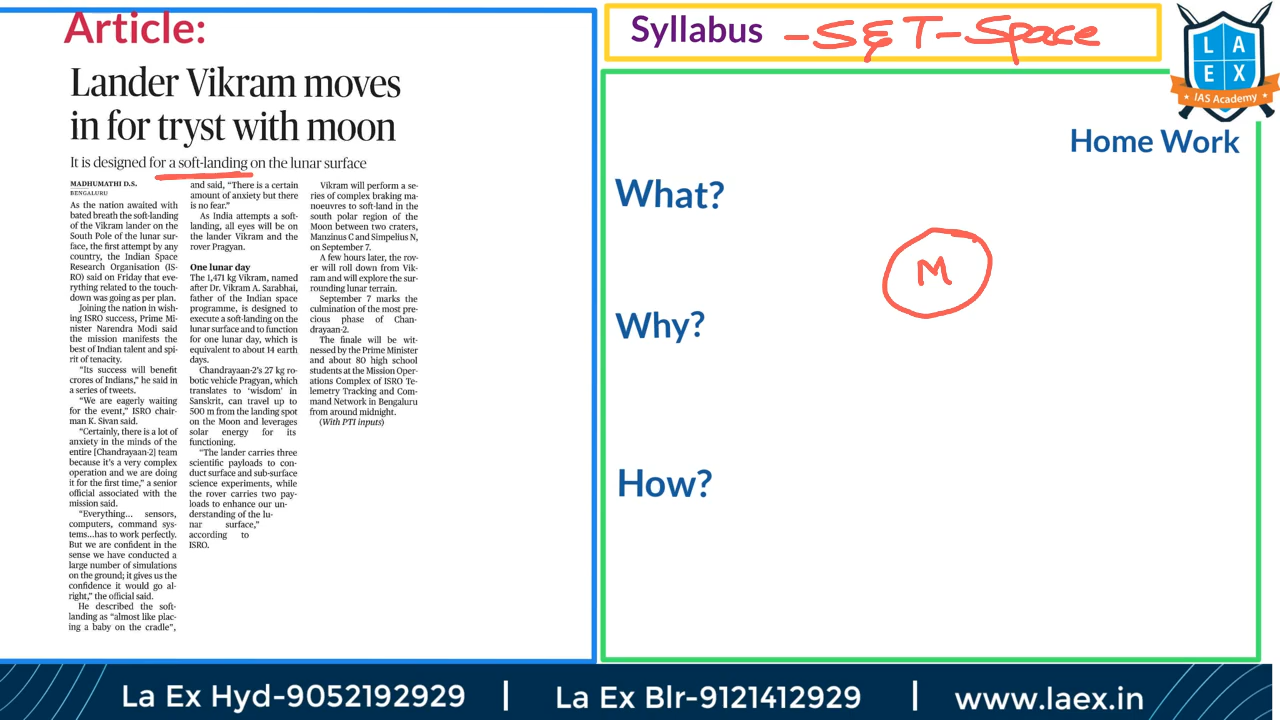 Article:
Lander Vikram moves
in for tryst with moon
It is designed for a soft-landing on the lunar surface
MADHUMATHI D.S.
BENGALURU
As the nation awaited with
bated breath the soft-landing
of the Vikram lander on the
South Pole of the lunar sur-
face, the first attempt by any
country, the Indian Space
Research Organisation (IS-
RO) said on Friday that eve-
rything related to the touch-
down was going as per plan.
Joining the nation in wish-
ing ISRO success, Prime Mi-
nister Narendra Modi said
the mission manifests the
best of Indian talent and spi-
rit of tenacity.
"Its success will benefit
crores of Indians," he said in
a series of tweets.
"We are eagerly waiting
for the event," ISRO chair-
man K. Sivan said.
"Certainly, there is a lot of
anxiety in the minds of the
entire [Chandrayaan-2] team
because it's a very complex
operation and we are doing
it for the first time," a senior
official associated with the
mission said.
"Everything... sensors,
computers, command sys-
tems...has to work perfectly.
But we are confident in the
sense we have conducted a
large number of simulations
on the ground; it gives us the
confidence it would go al-
right," the official said.
He described the soft-
landing as "almost like plac-
ing a baby on the cradle",
and said, "There is a certain
amount of anxiety but there
is no fear."
As India attempts a soft-
landing, all eyes will be on
the lander Vikram and the
rover Pragyan.
One lunar day
The 1,471 kg Vikram, named
after Dr. Vikram A. Sarabhai,
father of the Indian space
programme, is designed to
execute a soft-landing on the
lunar surface and to function
for one lunar day, which is
equivalent to about 14 earth
days.
Chandrayaan-2's 27 kg ro-
botic vehicle Pragyan, which
translates to 'wisdom' in
Sanskrit, can travel up to
500 m from the landing spot
on the Moon and leverages
solar energy for its
functioning.
"The lander carries three
scientific payloads to con-
duct surface and sub-surface
science experiments, while
the rover carries two pay-
loads to enhance our un-
derstanding of the lu-
nar surface,"
according to
ISRO.
Vikram will perform a se-
ries of complex braking ma-
noeuvres to soft-land in the
south polar region of the
Moon between two craters,
Manzinus C and Simpelius N,
on September 7.
A few hours later, the rov-
er will roll down from Vik-
ram and will explore the sur-
rounding lunar terrain.
September 7 marks the
culmination of the most pre-
cious phase of Chan-
drayaan-2.
The finale will be wit-
nessed by the Prime Minister
and about 80 high school
students at the Mission Oper-
ations Complex of ISRO Te-
lemetry Tracking and Com-
mand Network in Bengaluru
from around midnight.
(With PTI inputs)
Syllabus - S & T - Space
L A
E X
IAS Academy
Home Work
What?
M
Why?
How?
La Ex Hyd-9052192929 | La Ex Blr-9121412929 | www.laex.in